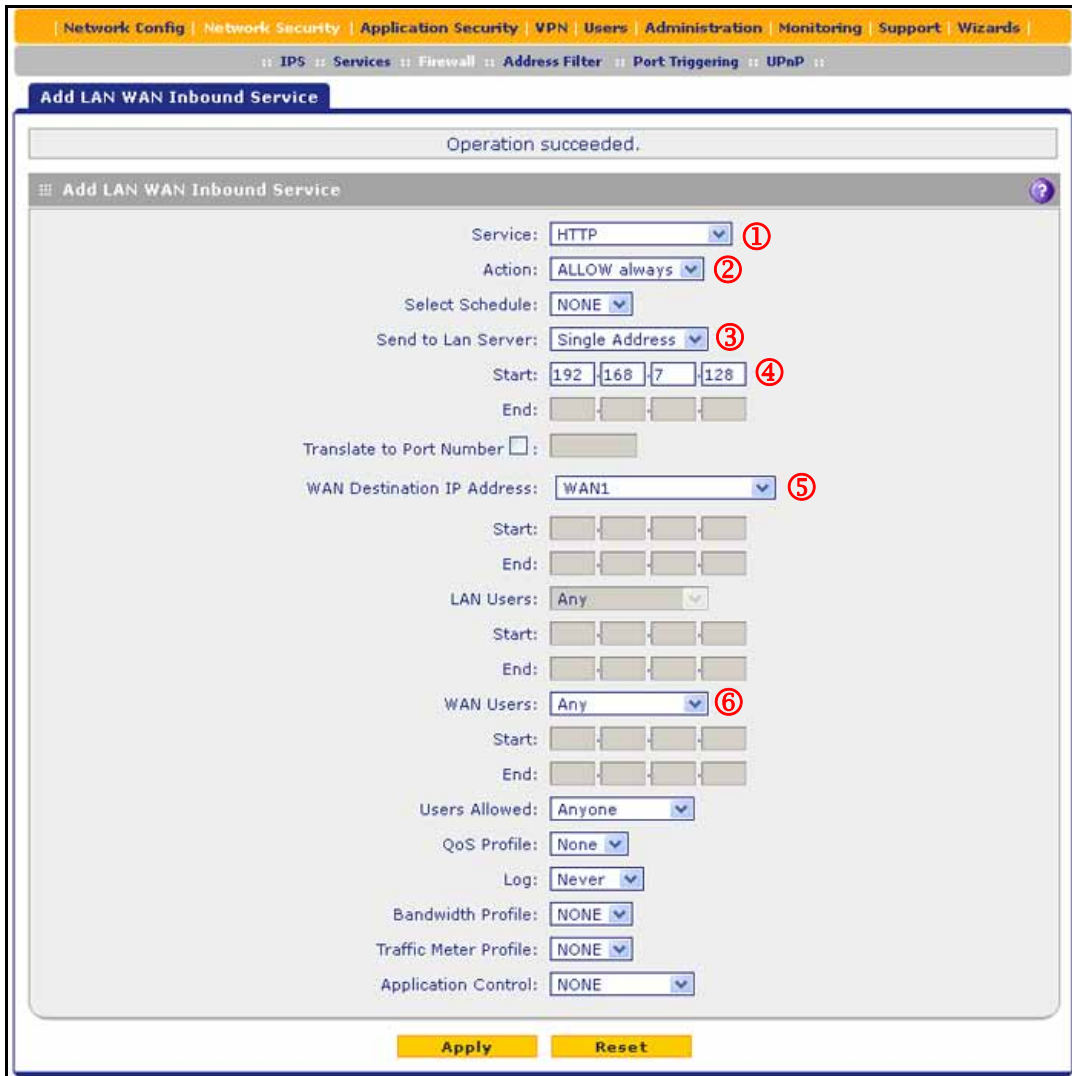 | Network Config | Network Security | Application Security | VPN | Users | Administration | Monitoring | Support | Wizards |
:: IPS :: Services :: Firewall :: Address Filter :: Port Triggering :: UPnP ::
Add LAN WAN Inbound Service
Operation succeeded.
Add LAN WAN Inbound Service ?
Service: HTTP ①
Action: ALLOW always ②
Select Schedule: NONE
Send to Lan Server: Single Address ③
Start: 192 . 168 . 7 . 128 ④
End:
Translate to Port Number :
WAN Destination IP Address: WAN1 ⑤
Start:
End:
LAN Users: Any
Start:
End:
WAN Users: Any ⑥
Start:
End:
Users Allowed: Anyone
QoS Profile: None
Log: Never
Bandwidth Profile: NONE
Traffic Meter Profile: NONE
Application Control: NONE
Apply Reset